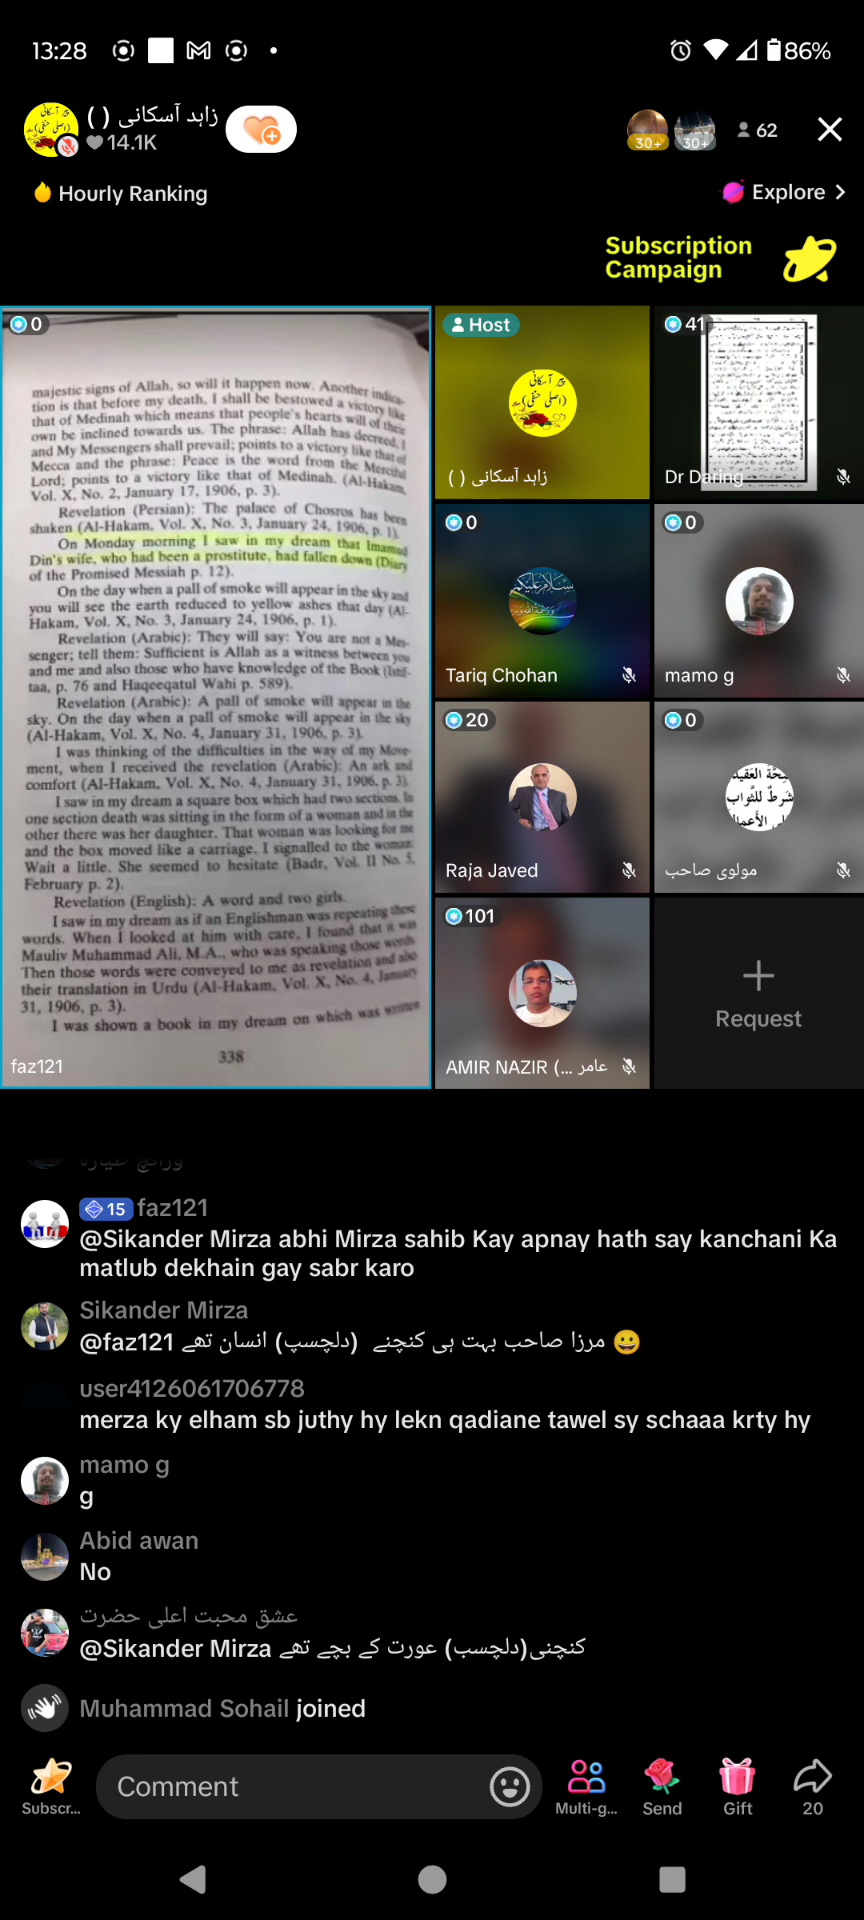 13:28
86%
زاہد آسکانی ( )
14.1K
30+
30+
62
Hourly Ranking
Explore
Subscription
Campaign
0
majestic signs of Allah, so will it happen now. Another indica-
tion is that before my death, I shall be bestowed a victory like
that of Medinah which means that people's hearts will of their
own be inclined towards us. The phrase: Allah has decreed, I
and My Messengers shall prevail; points to a victory like that of
Mecca and the phrase: Peace is the word from the Merciful
Lord; points to a victory like that of Medinah. (Al-Hakam,
Vol. X, No. 2, January 17, 1906, p. 3).
Revelation (Persian): The palace of Chosros has been
shaken (Al-Hakam, Vol. X, No. 3, January 24, 1906, p. 1).
On Monday morning I saw in my dream that Imamud
Din's wife, who had been a prostitute, had fallen down (Diary
of the Promised Messiah p. 12).
On the day when a pall of smoke will appear in the sky and
you will see the earth reduced to yellow ashes that day (Al-
Hakam, Vol. X, No. 3, January 24, 1906, p. 1).
Revelation (Arabic): They will say: You are not a Mes-
senger; tell them: Sufficient is Allah as a witness between you
and me and also those who have knowledge of the Book (Istif-
taa, p. 76 and Haqeeqatul Wahi p. 589).
Revelation (Arabic): A pall of smoke will appear in the
sky. On the day when a pall of smoke will appear in the sky
(Al-Hakam, Vol. X, No. 4, January 31, 1906, p. 3).
I was thinking of the difficulties in the way of my Move-
ment, when I received the revelation (Arabic): An ark and
comfort (Al-Hakam, Vol. X, No. 4, January 31, 1906, p. 3).
I saw in my dream a square box which had two sections. In
one section death was sitting in the form of a woman and in the
other there was her daughter. That woman was looking for me
and the box moved like a carriage. I signalled to the woman:
Wait a little. She seemed to hesitate (Badr, Vol. II No. 5,
February p. 2).
Revelation (English): A word and two girls.
I saw in my dream as if an Englishman was repeating these
words. When I looked at him with care, I found that it was
Mauliv Muhammad Ali, M.A., who was speaking those words
Then those words were conveyed to me as revelation and also
their translation in Urdu (Al-Hakam, Vol. X, No. 4, January
31, 1906, p. 3).
I was shown a book in my dream on which was written
338
faz121
Host
پیر آسکانی
(اصلی حنفی)
زاہد آسکانی ( )
41
Dr Daring
0
Tariq Chohan
0
mamo g
20
Raja Javed
0
شرطٌ للثواب
مولوی صاحب
101
AMIR NAZIR (... عامر
Request
15 faz121
@Sikander Mirza abhi Mirza sahib Kay apnay hath say kanchani Ka
matlub dekhain gay sabr karo
Sikander Mirza
@faz121 مرزا صاحب بہت ہی کنچنے (دلچسپ) انسان تھے 😀
user4126061706778
merza ky elham sb juthy hy lekn qadiane tawel sy schaaa krty hy
mamo g
g
Abid awan
No
عشق محبت اعلی حضرت
@Sikander Mirza کنچنی(دلچسب) عورت کے بچے تھے
Muhammad Sohail joined
Subscr...
Comment
Multi-g...
Send
Gift
20